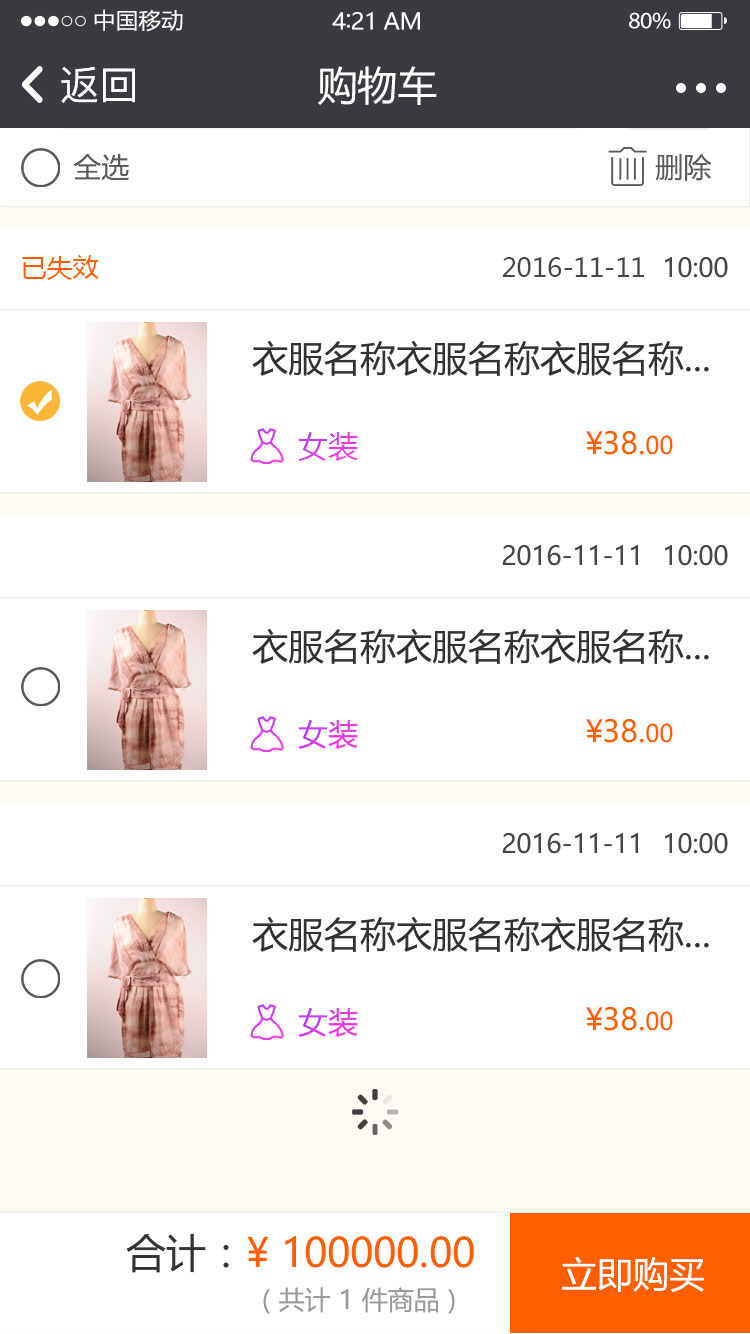 中国移动 4:21 AM 80%
返回 购物车
全选 删除
已失效 2016-11-11 10:00
衣服名称衣服名称衣服名称...
女装 ¥38.00
2016-11-11 10:00
衣服名称衣服名称衣服名称...
女装 ¥38.00
2016-11-11 10:00
衣服名称衣服名称衣服名称...
女装 ¥38.00
合计：¥ 100000.00
（共计 1 件商品）
立即购买